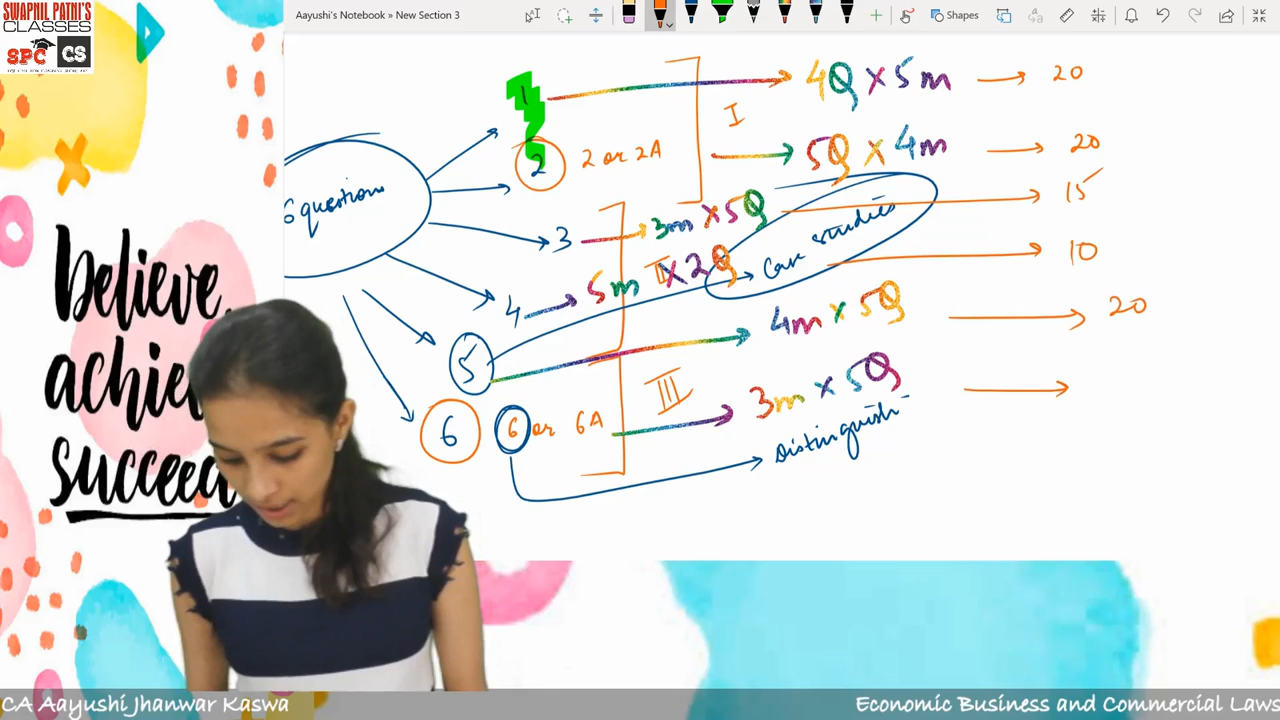 SWAPNIL PATNI'S
CLASSES
SPC CS
Aayushi's Notebook » New Section 3
Shapes
believe
achie
succeed
6 questions
1 → 4Q x 5m → 20
I
2 2 or 2A → 5Q x 4m → 20
3 → 3m x 5Q → 15
II
4 → 5m x 2Q → 10
Case studies
5 → 4m x 5Q → 20
III
6 6 or 6A → 3m x 5Q →
Distinguish
CA Aayushi Jhanwar Kaswa
Economic Business and Commercial Laws